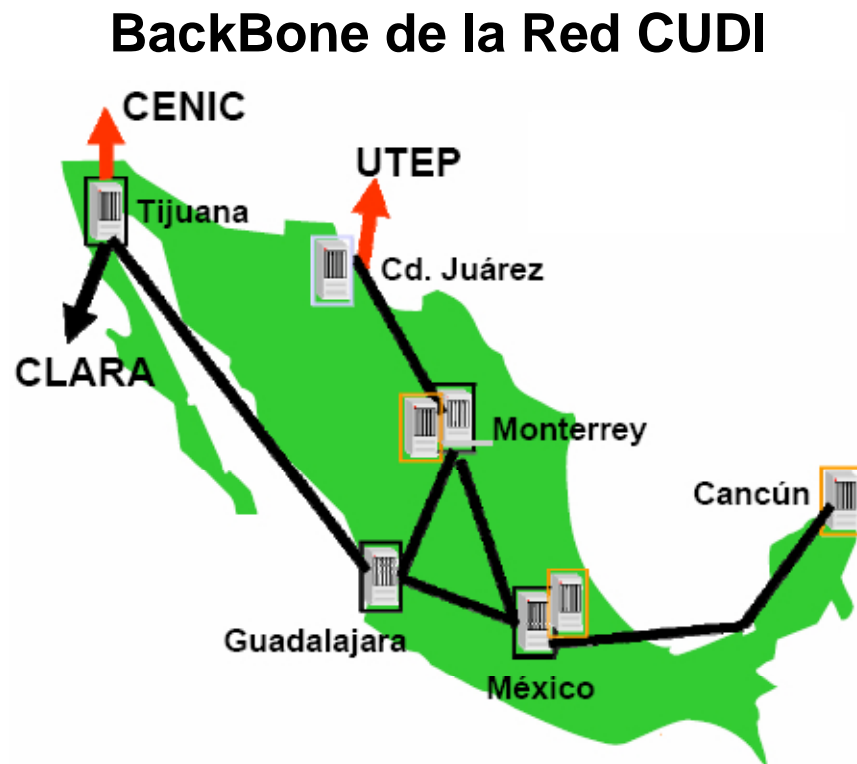 BackBone de la Red CUDI
CENIC
UTEP
Tijuana
Cd. Juárez
CLARA
Monterrey
Cancún
Guadalajara
México